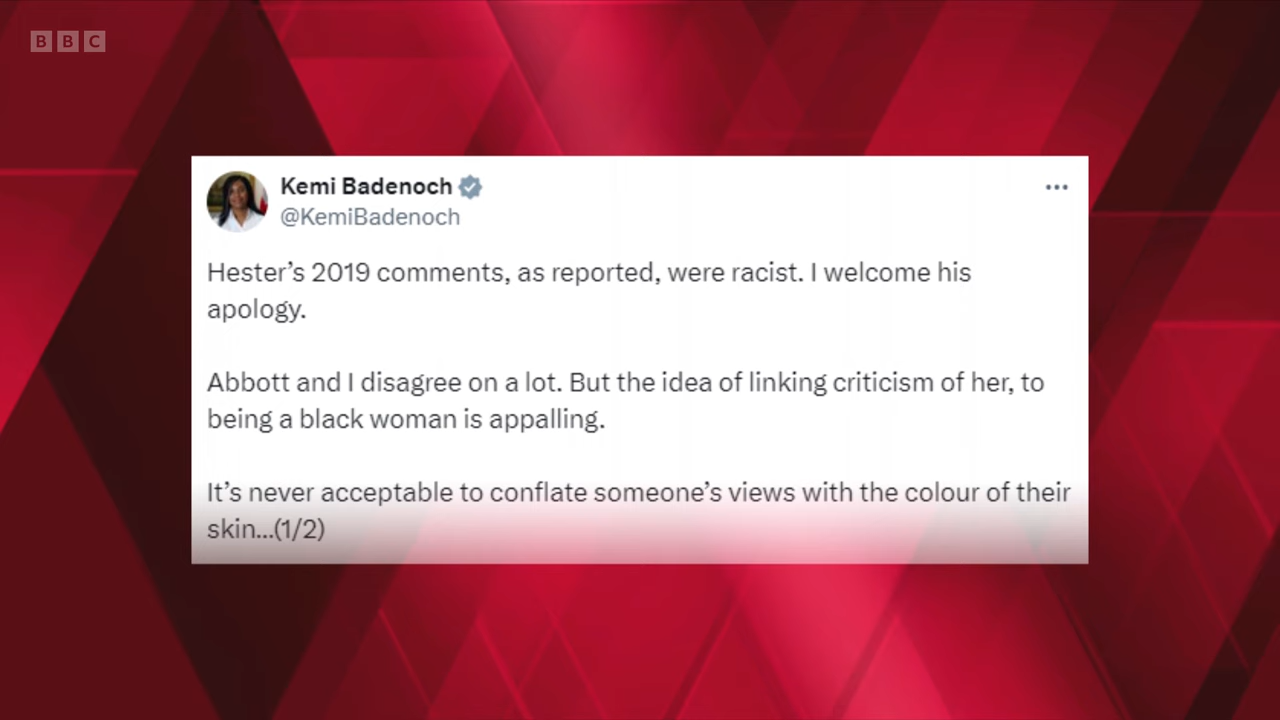 BBC
Kemi Badenoch
@KemiBadenoch
Hester’s 2019 comments, as reported, were racist. I welcome his
apology.
Abbott and I disagree on a lot. But the idea of linking criticism of her, to
being a black woman is appalling.
It’s never acceptable to conflate someone’s views with the colour of their
skin...(1/2)